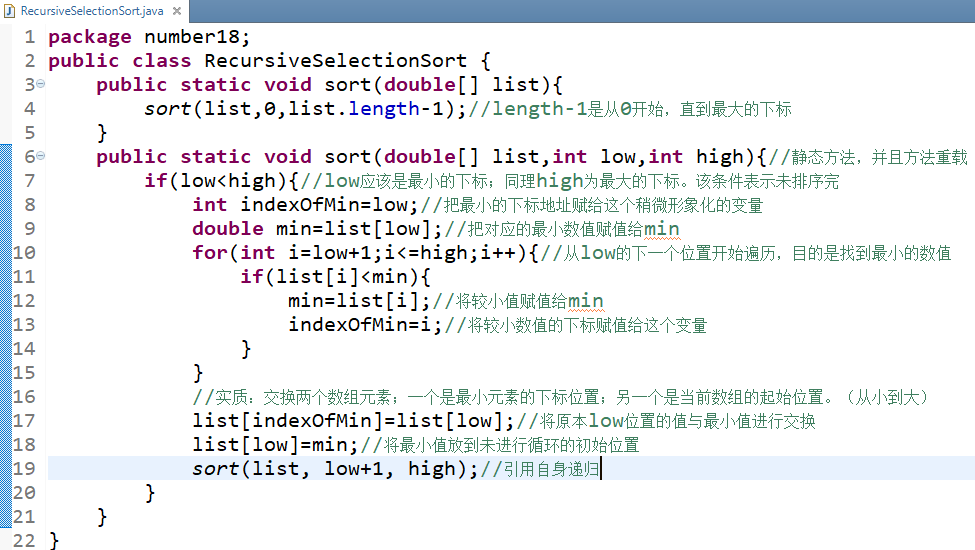 RecursiveSelectionSort.java
1 package number18;
2 public class RecursiveSelectionSort {
3 public static void sort(double[] list){
4 sort(list,0,list.length-1);//length-1是从0开始，直到最大的下标
5 }
6 public static void sort(double[] list,int low,int high){//静态方法，并且方法重载
7 if(low<high){//low应该是最小的下标；同理high为最大的下标。该条件表示未排序完
8 int indexOfMin=low;//把最小的下标地址赋给这个稍微形象化的变量
9 double min=list[low];//把对应的最小数值赋值给min
10 for(int i=low+1;i<=high;i++){//从low的下一个位置开始遍历，目的是找到最小的数值
11 if(list[i]<min){
12 min=list[i];//将较小值赋值给min
13 indexOfMin=i;//将较小数值的下标赋值给这个变量
14 }
15 }
16 //实质：交换两个数组元素；一个是最小元素的下标位置；另一个是当前数组的起始位置。（从小到大）
17 list[indexOfMin]=list[low];//将原本low位置的值与最小值进行交换
18 list[low]=min;//将最小值放到未进行循环的初始位置
19 sort(list, low+1, high);//引用自身递归
20 }
21 }
22 }